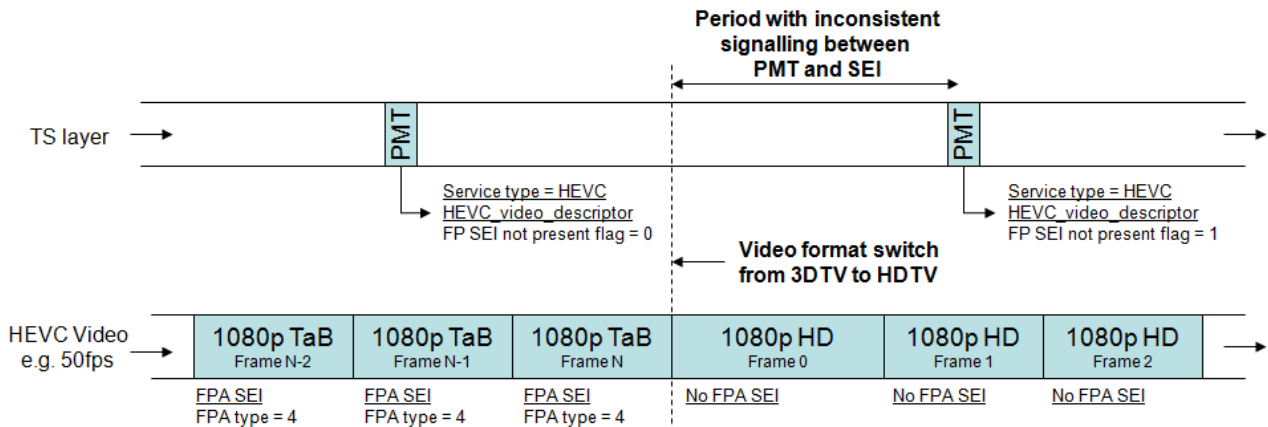 Period with inconsistent
signalling between
PMT and SEI
TS layer
PMT
PMT
Service type = HEVC
HEVC_video_descriptor
FP SEI not present flag = 0
Service type = HEVC
HEVC_video_descriptor
FP SEI not present flag = 1
Video format switch
from 3DTV to HDTV
HEVC Video
e.g. 50fps
1080p TaB
Frame N-2
1080p TaB
Frame N-1
1080p TaB
Frame N
1080p HD
Frame 0
1080p HD
Frame 1
1080p HD
Frame 2
FPA SEI
FPA type = 4
FPA SEI
FPA type = 4
FPA SEI
FPA type = 4
No FPA SEI
No FPA SEI
No FPA SEI